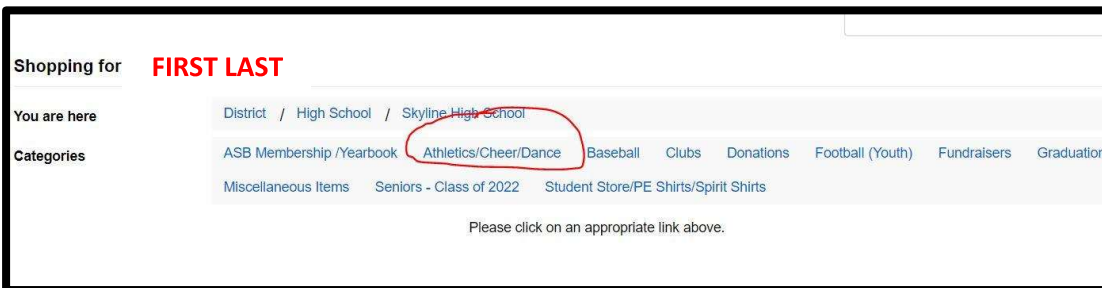 Shopping for FIRST LAST
You are here District / High School / Skyline High School
Categories ASB Membership /Yearbook Athletics/Cheer/Dance Baseball Clubs Donations Football (Youth) Fundraisers Graduation
Miscellaneous Items Seniors - Class of 2022 Student Store/PE Shirts/Spirit Shirts
Please click on an appropriate link above.